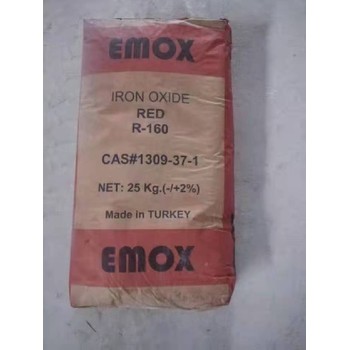 EMOX
IRON OXIDE
RED
R-160
CAS#1309-37-1
NET: 25 Kg.(-/+2%)
Made in TURKEY
EMOX